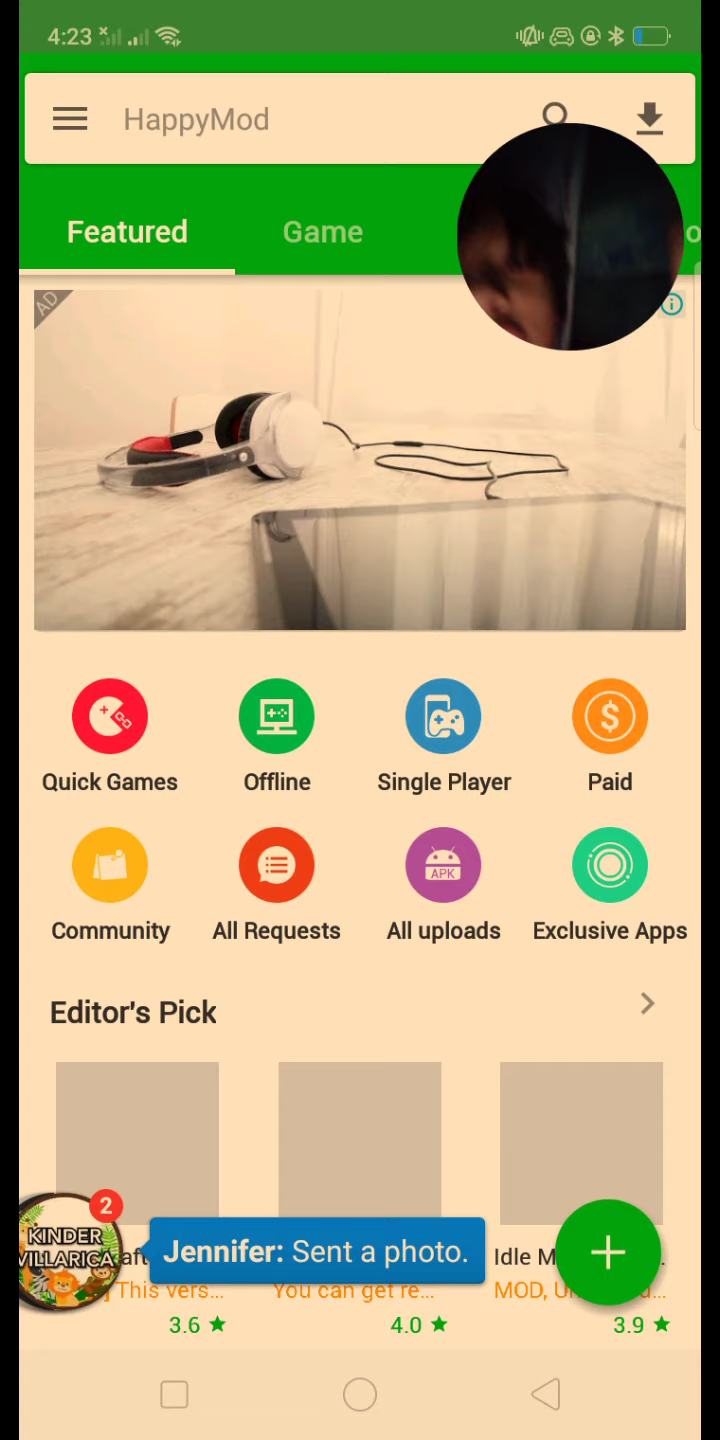 4:23
HappyMod
Featured
Game
o
AD
Quick Games
Offline
Single Player
Paid
Community
All Requests
APK
All uploads
Exclusive Apps
Editor's Pick
2
KINDER
VILLARICA
Jennifer: Sent a photo.
Idle M
This vers...
You can get re...
MOD, Un
3.6 ★
4.0 ★
3.9 ★